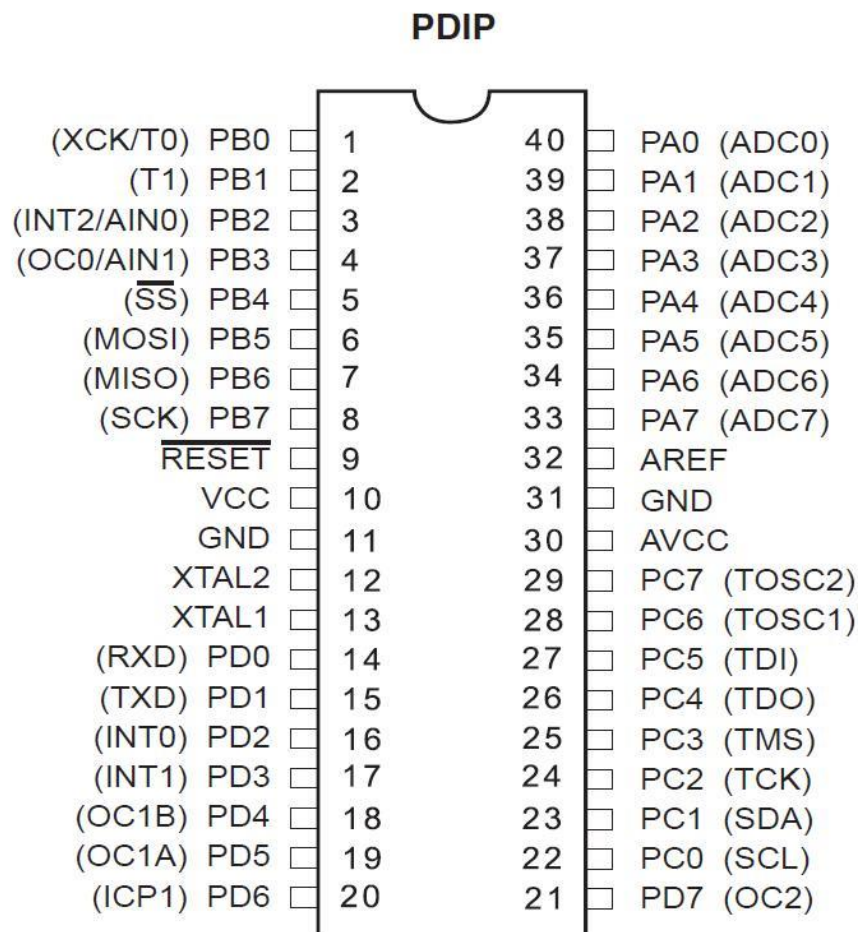 PDIP
(XCK/T0) PB0 1 40 PA0 (ADC0)
(T1) PB1 2 39 PA1 (ADC1)
(INT2/AIN0) PB2 3 38 PA2 (ADC2)
(OC0/AIN1) PB3 4 37 PA3 (ADC3)
(SS) PB4 5 36 PA4 (ADC4)
(MOSI) PB5 6 35 PA5 (ADC5)
(MISO) PB6 7 34 PA6 (ADC6)
(SCK) PB7 8 33 PA7 (ADC7)
RESET 9 32 AREF
VCC 10 31 GND
GND 11 30 AVCC
XTAL2 12 29 PC7 (TOSC2)
XTAL1 13 28 PC6 (TOSC1)
(RXD) PD0 14 27 PC5 (TDI)
(TXD) PD1 15 26 PC4 (TDO)
(INT0) PD2 16 25 PC3 (TMS)
(INT1) PD3 17 24 PC2 (TCK)
(OC1B) PD4 18 23 PC1 (SDA)
(OC1A) PD5 19 22 PC0 (SCL)
(ICP1) PD6 20 21 PD7 (OC2)